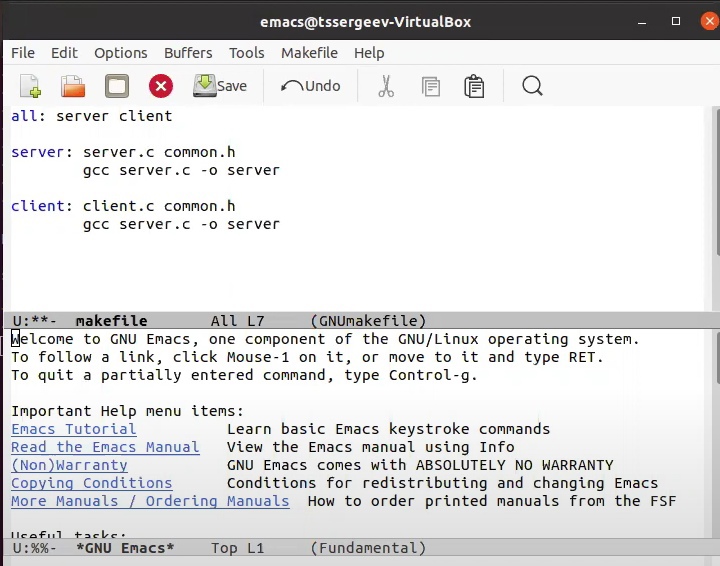 emacs@tssergeev-VirtualBox
File Edit Options Buffers Tools Makefile Help
Save Undo
all: server client
server: server.c common.h
        gcc server.c -o server
client: client.c common.h
        gcc server.c -o server
U:**-  makefile       All L7     (GNUmakefile)
Welcome to GNU Emacs, one component of the GNU/Linux operating system.
To follow a link, click Mouse-1 on it, or move to it and type RET.
To quit a partially entered command, type Control-g.
Important Help menu items:
Emacs Tutorial          Learn basic Emacs keystroke commands
Read the Emacs Manual   View the Emacs manual using Info
(Non)Warranty           GNU Emacs comes with ABSOLUTELY NO WARRANTY
Copying Conditions      Conditions for redistributing and changing Emacs
More Manuals / Ordering Manuals  How to order printed manuals from the FSF
Useful tasks:
U:%%-  *GNU Emacs*    Top L1     (Fundamental)